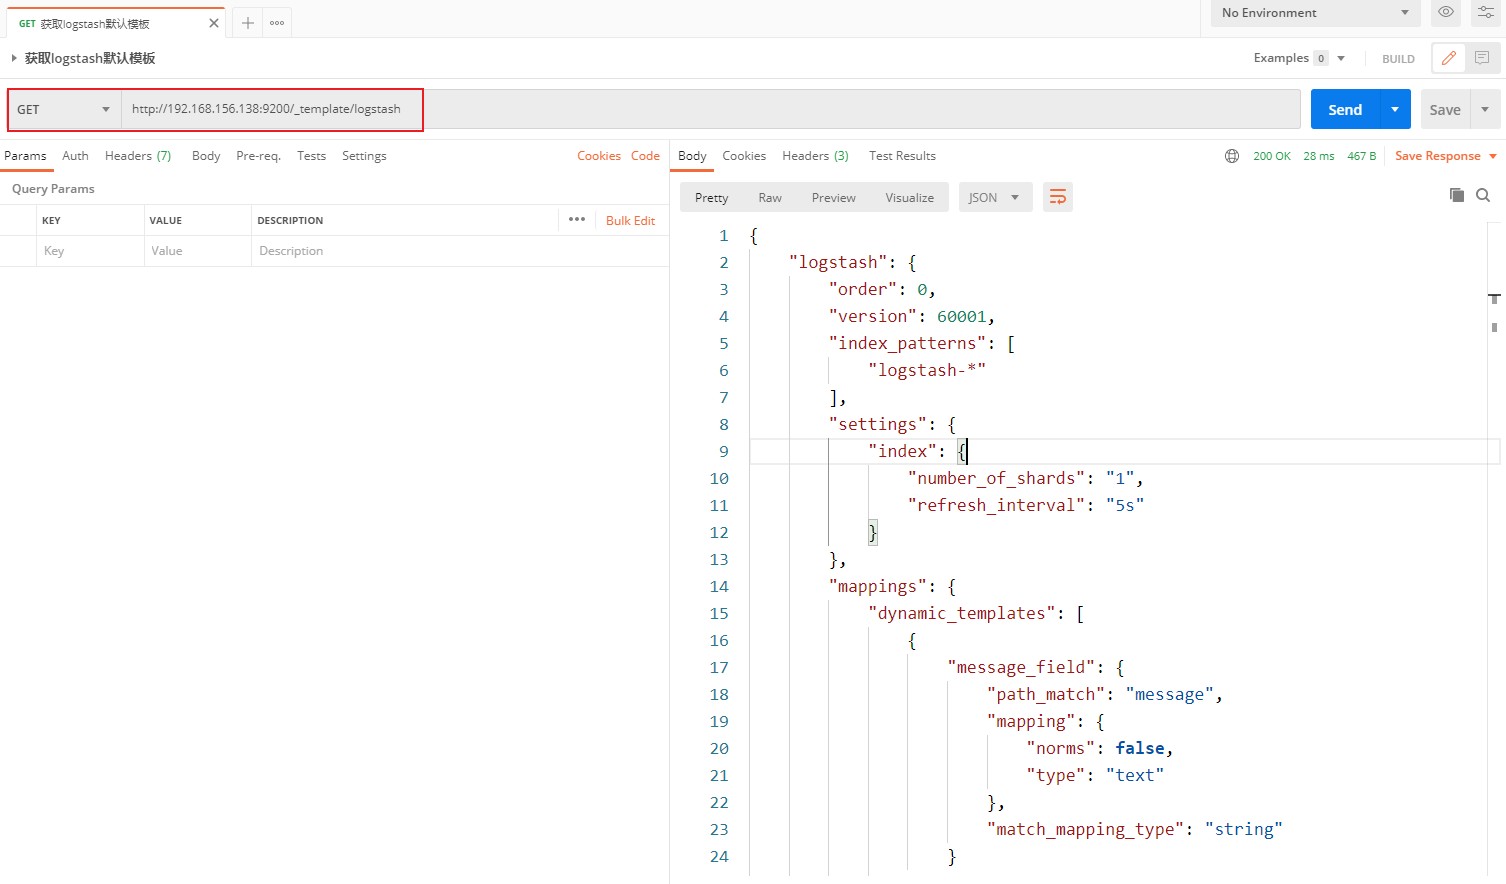 GET 获取logstash默认模板
No Environment
获取logstash默认模板
Examples 0
BUILD
GET http://192.168.156.138:9200/_template/logstash
Send
Save
Params Auth Headers (7) Body Pre-req. Tests Settings Cookies Code
Query Params
KEY VALUE DESCRIPTION ••• Bulk Edit
Key Value Description
Body Cookies Headers (3) Test Results 200 OK 28 ms 467 B Save Response
Pretty Raw Preview Visualize JSON
1 {
2 "logstash": {
3 "order": 0,
4 "version": 60001,
5 "index_patterns": [
6 "logstash-*"
7 ],
8 "settings": {
9 "index": {
10 "number_of_shards": "1",
11 "refresh_interval": "5s"
12 }
13 },
14 "mappings": {
15 "dynamic_templates": [
16 {
17 "message_field": {
18 "path_match": "message",
19 "mapping": {
20 "norms": false,
21 "type": "text"
22 },
23 "match_mapping_type": "string"
24 }